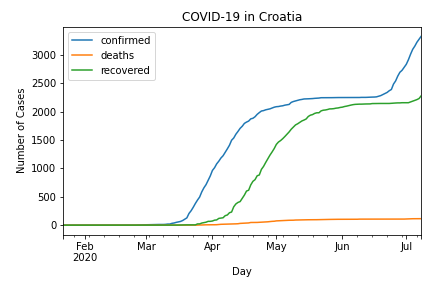 COVID-19 in Croatia
confirmed
deaths
recovered
Number of Cases
3000
2500
2000
1500
1000
500
0
Feb
2020
Mar
Apr
May
Jun
Jul
Day